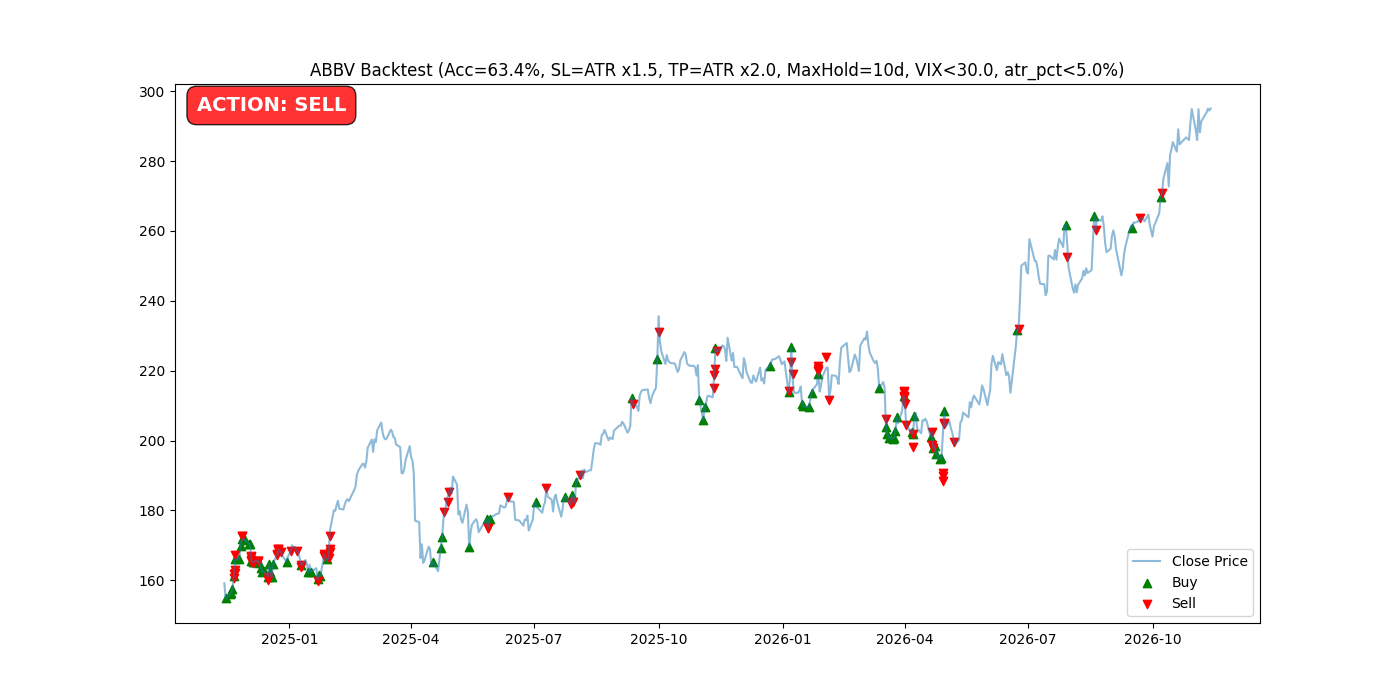 ABBV Backtest (Acc=63.4%, SL=ATR x1.5, TP=ATR x2.0, MaxHold=10d, VIX<30.0, atr_pct<5.0%)
ACTION: SELL
300
280
260
240
220
200
180
160
2025-01 2025-04 2025-07 2025-10 2026-01 2026-04 2026-07 2026-10
Close Price
Buy
Sell